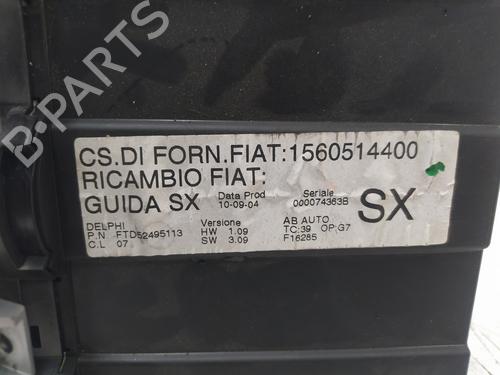 B-PARTS
CS.DI FORN.FIAT:1560514400
RICAMBIO FIAT:
GUIDA SX Data Prod 10-09-04 Seriale 000074363B SX
DELPHI Versione AB AUTO
P.N. FTD52495113 HW 1.09 TC:39 OP:G7
C.L 07 SW 3.09 F16285